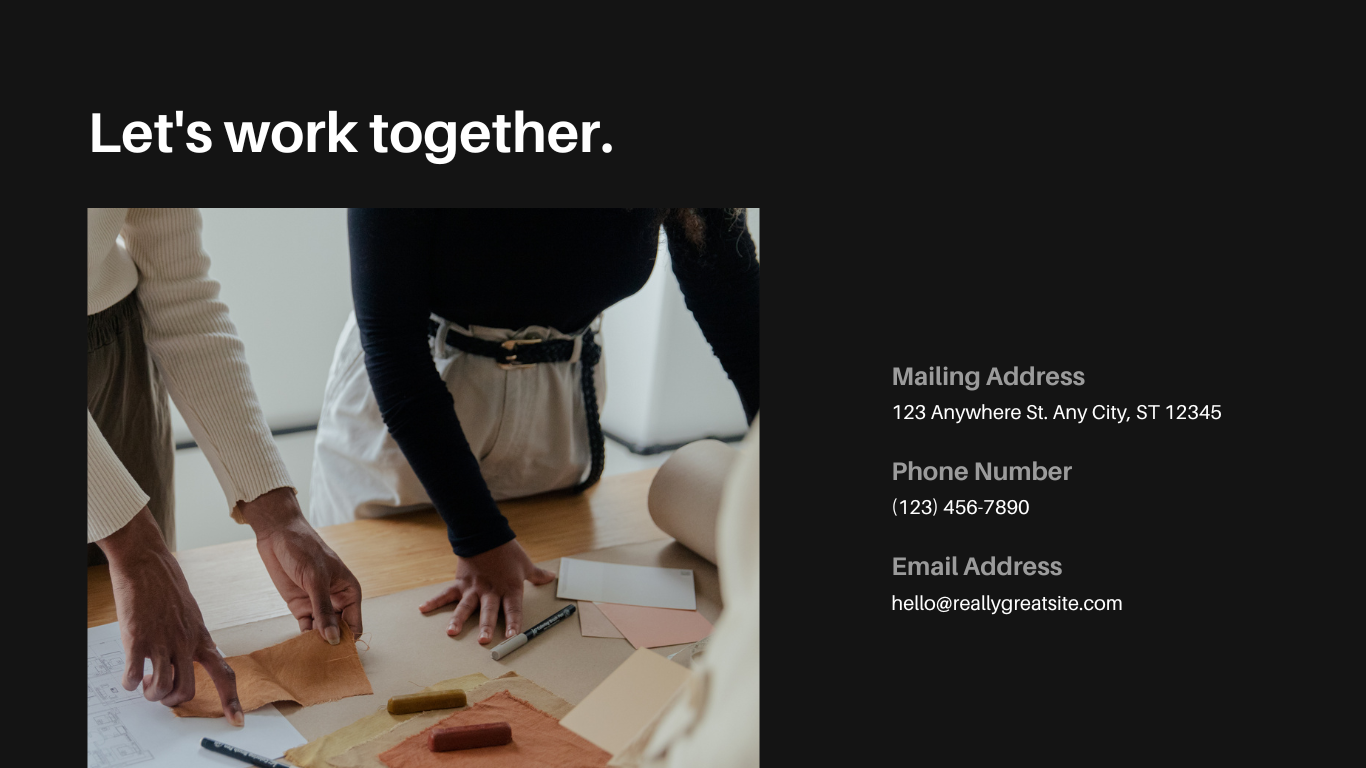 Let's work together.
Mailing Address
123 Anywhere St. Any City, ST 12345
Phone Number
(123) 456-7890
Email Address
hello@reallygreatsite.com